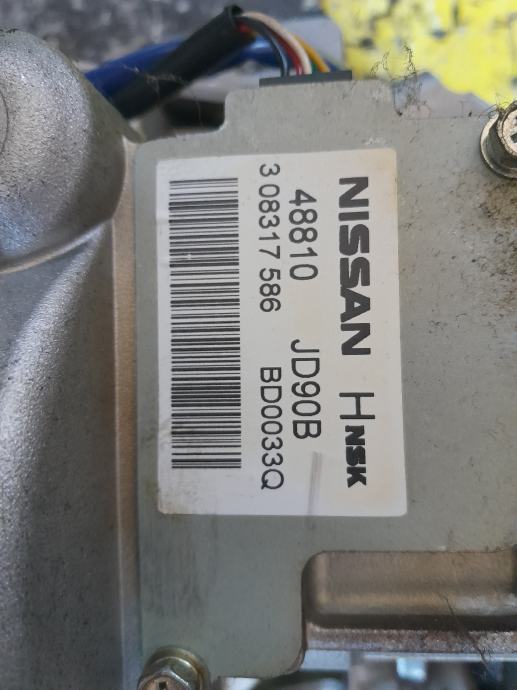 NISSAN H NSK
48810 JD90B
3 08317 586 BD0033Q